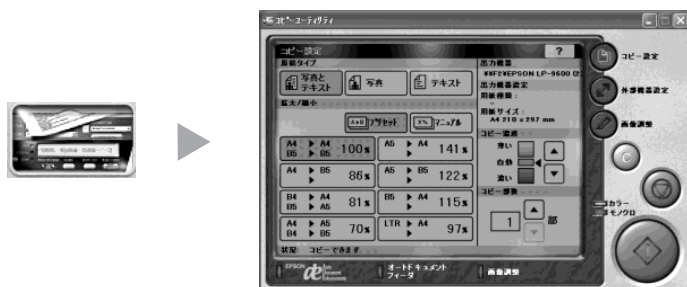 コピーユーティリティ
コピー設定
?
原稿タイプ
写真と
テキスト
写真
テキスト
拡大/縮小
プリセット
X% マニュアル
A4 ▶ A4
B5 ▶ B5
100%
A5 ▶ A4
141%
A4 ▶ B5
86%
A5 ▶ B5
122%
B4 ▶ A4
B5 ▶ A5
81%
B5 ▶ A4
115%
A4 ▶ A5
B4 ▶ B5
70%
LTR ▶ A4
97%
状況: コピーできます
出力機器
¥¥F2¥EPSON LP-9600 (2)
出力機器設定
用紙種類:
-
用紙サイズ:
A4 210 x 297 mm
コピー濃度
薄い
自動
濃い
コピー部数
1
部
コピー設定
外部機器設定
画像調整
C
カラー
モノクロ
EPSON
オートドキュメント
フィーダ
画像調整